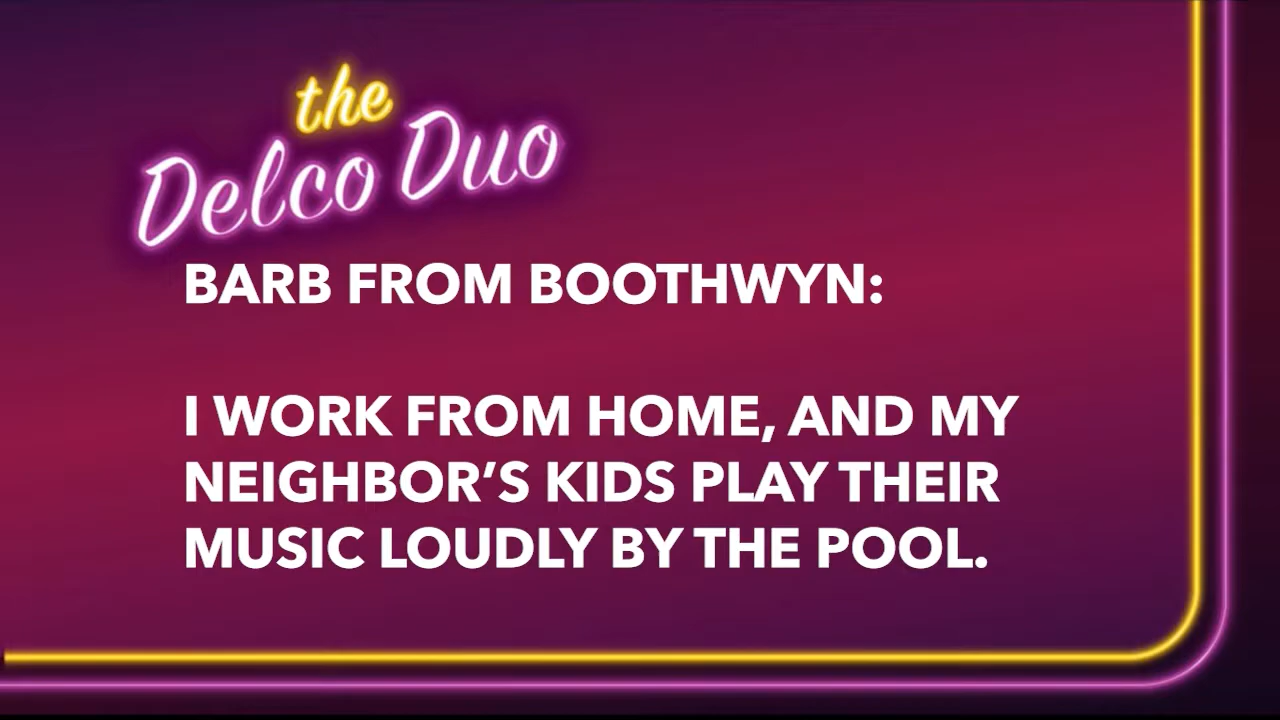 the
Delco Duo
BARB FROM BOOTHWYN:
I WORK FROM HOME, AND MY
NEIGHBOR’S KIDS PLAY THEIR
MUSIC LOUDLY BY THE POOL.